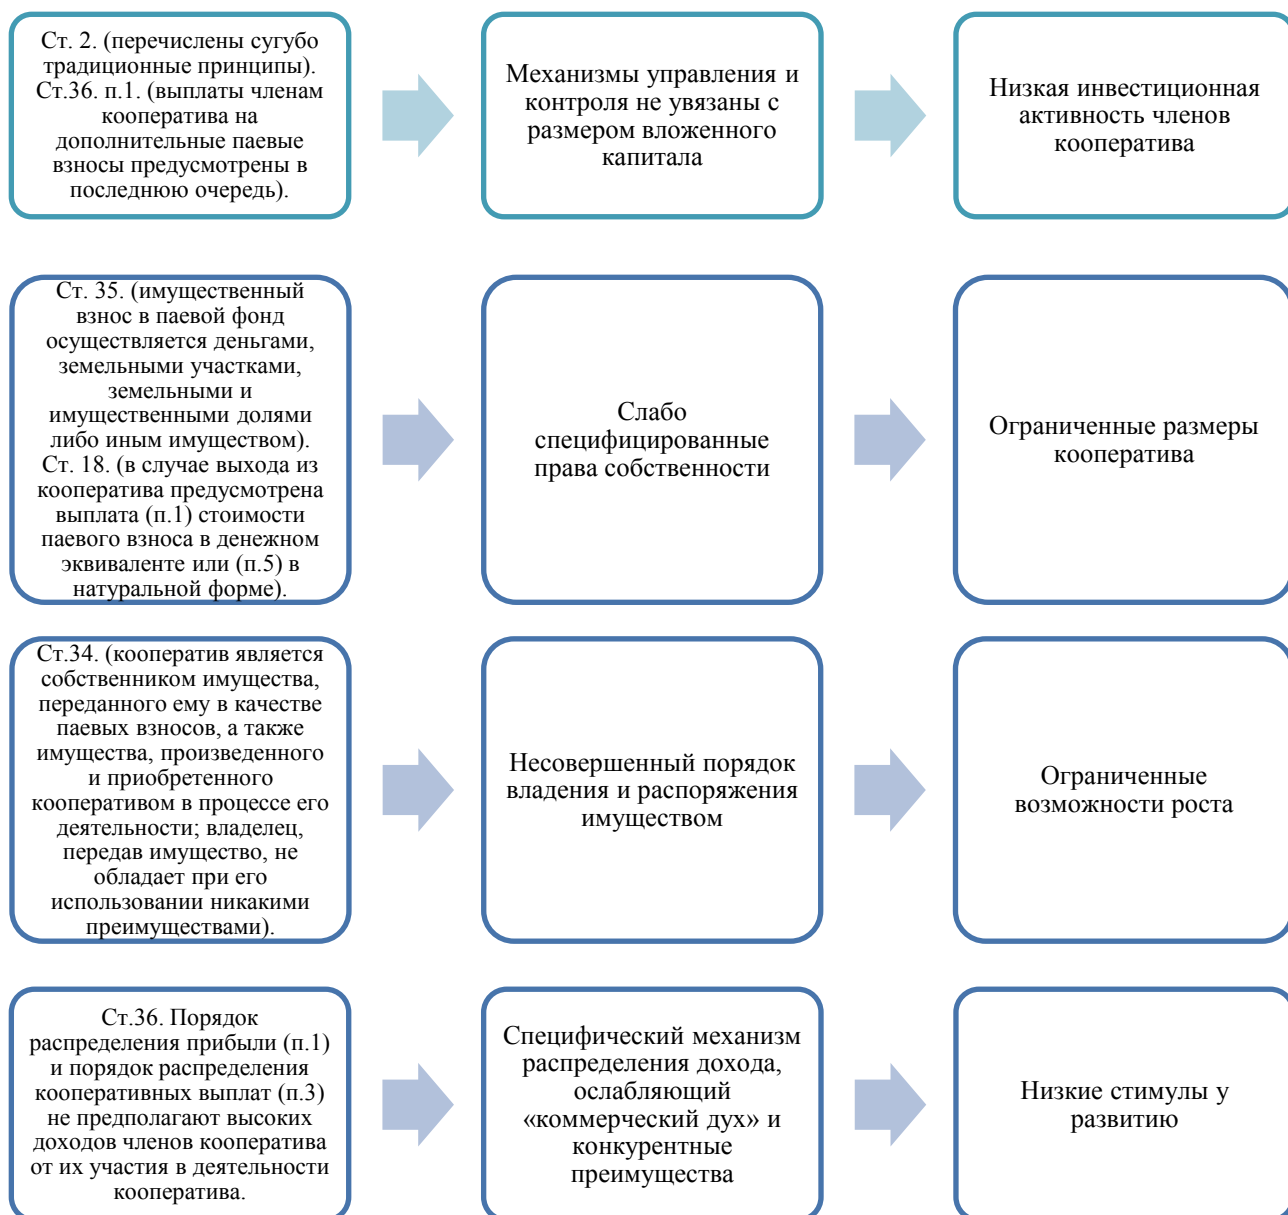 Ст. 2. (перечислены сугубо
традиционные принципы).
Ст.36. п.1. (выплаты членам
кооператива на
дополнительные паевые
взносы предусмотрены в
последнюю очередь).
Механизмы управления и
контроля не увязаны с
размером вложенного
капитала
Низкая инвестиционная
активность членов
кооператива
Ст. 35. (имущественный
взнос в паевой фонд
осуществляется деньгами,
земельными участками,
земельными и
имущественными долями
либо иным имуществом).
Ст. 18. (в случае выхода из
кооператива предусмотрена
выплата (п.1) стоимости
паевого взноса в денежном
эквиваленте или (п.5) в
натуральной форме).
Слабо
специфицированные
права собственности
Ограниченные размеры
кооператива
Ст.34. (кооператив является
собственником имущества,
переданного ему в качестве
паевых взносов, а также
имущества, произведенного
и приобретенного
кооперативом в процессе его
деятельности; владелец,
передав имущество, не
обладает при его
использовании никакими
преимуществами).
Несовершенный порядок
владения и распоряжения
имуществом
Ограниченные
возможности роста
Ст.36. Порядок
распределения прибыли (п.1)
и порядок распределения
кооперативных выплат (п.3)
не предполагают высоких
доходов членов кооператива
от их участия в деятельности
кооператива.
Специфический механизм
распределения дохода,
ослабляющий
«коммерческий дух» и
конкурентные
преимущества
Низкие стимулы у
развитию